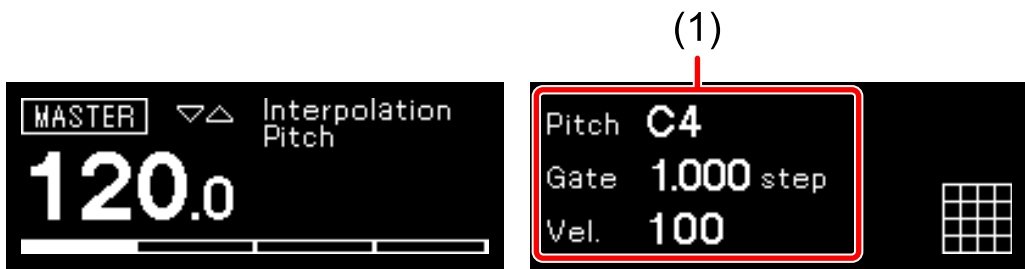 (1)
MASTER ▽△ Interpolation
Pitch
120.0
Pitch C4
Gate 1.000 step
Vel. 100